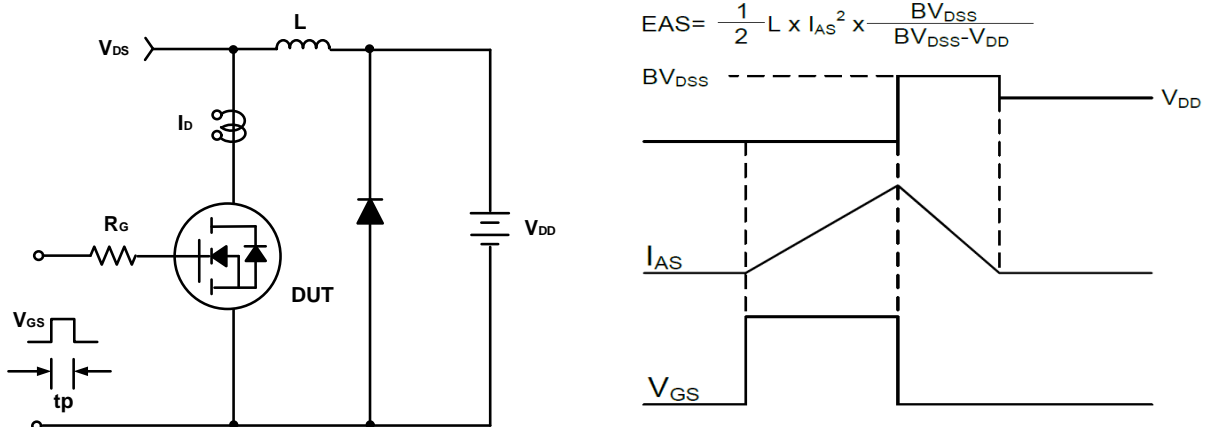 L
VDS
ID
RG
VDD
DUT
VGS
tp
EAS= 1/2 L x IAS² x BVDSS/(BVDSS-VDD)
BVDSS
VDD
IAS
VGS